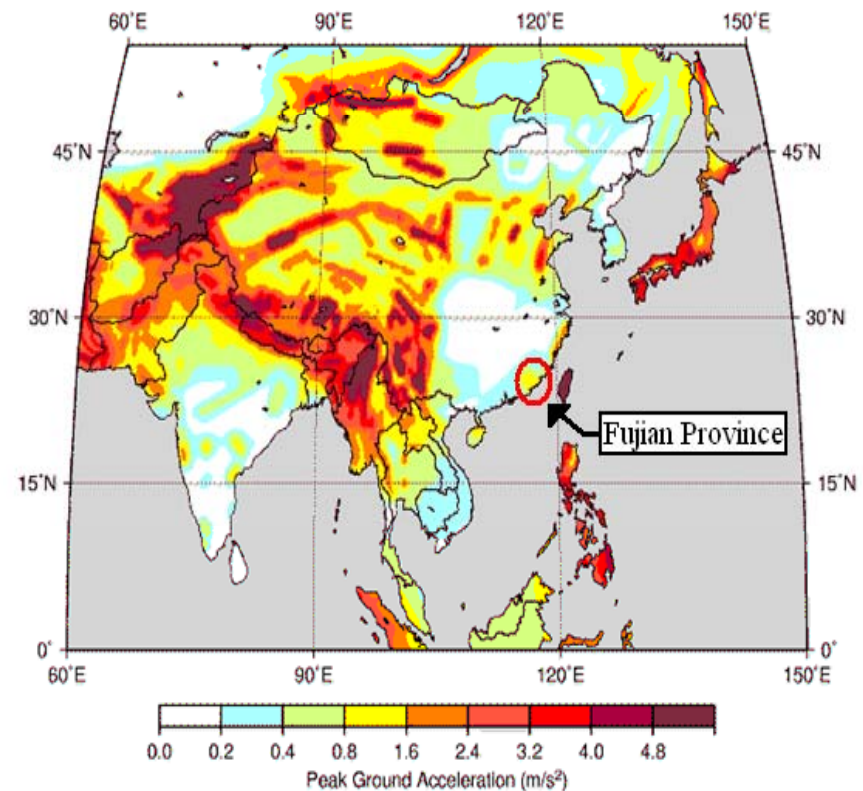 60°E 90°E 120°E 150°E
45°N 45°N
30°N 30°N
Fujian Province
15°N 15°N
0° 0°
60°E 90°E 120°E 150°E
0.0 0.2 0.4 0.8 1.6 2.4 3.2 4.0 4.8
Peak Ground Acceleration (m/s²)